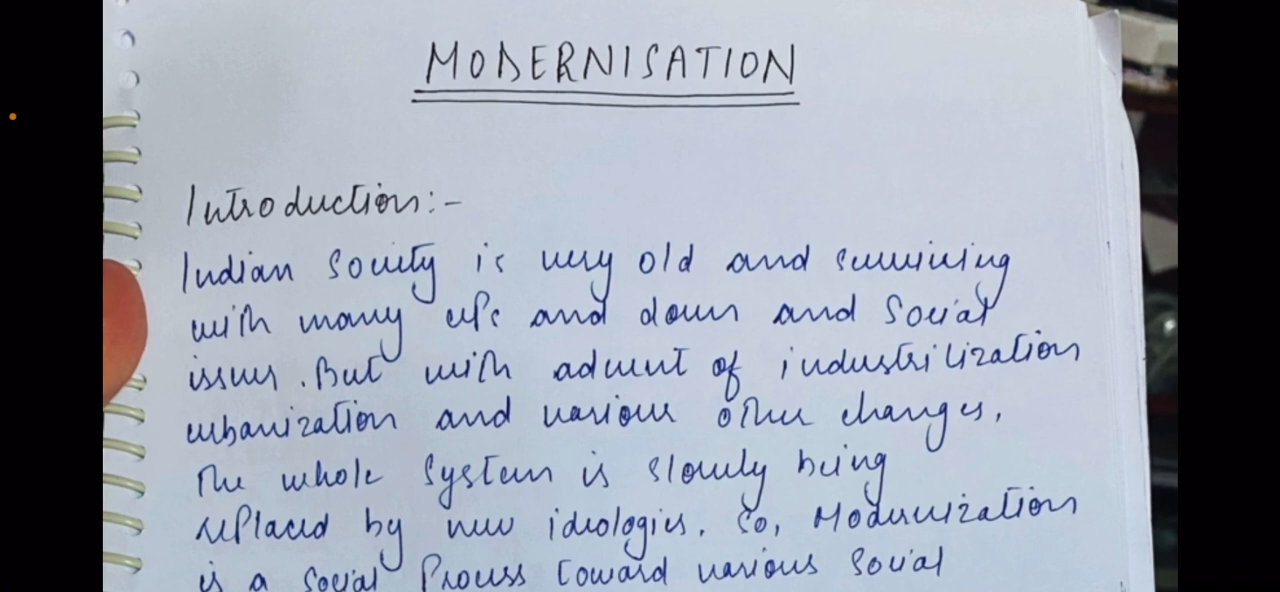 MODERNISATION
Introduction:-
Indian society is very old and surviving
with many ups and down and social
issues. But with advent of industrilization
urbanization and various other changes,
The whole system is slowly being
replaced by new ideologies. So, Modernization
is a social Process toward various social